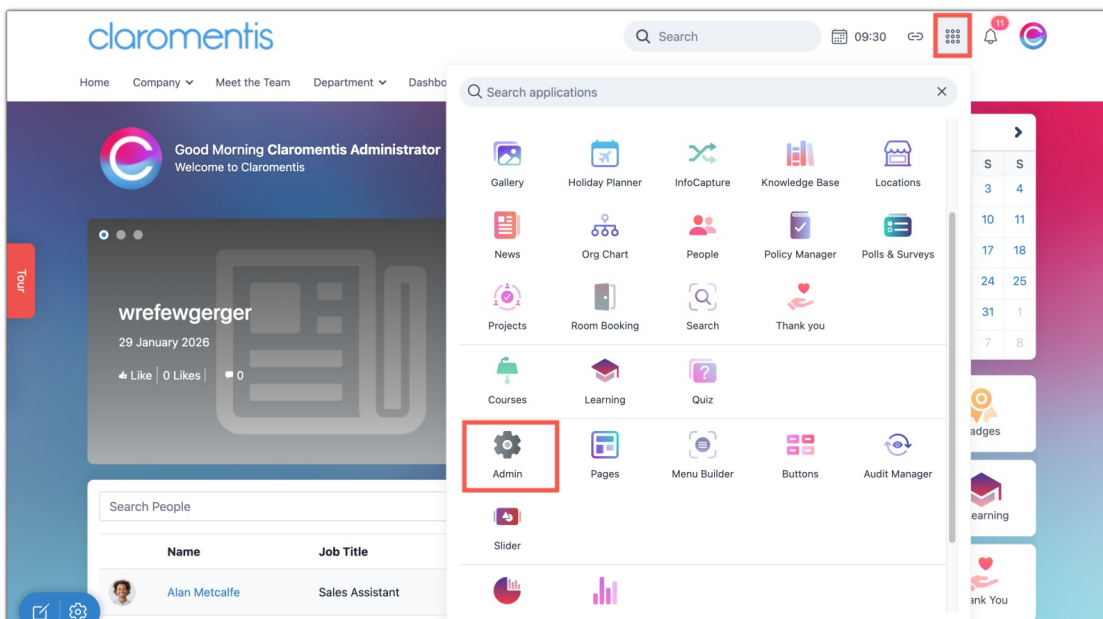 claromentis
Search
09:30
11
Home Company Meet the Team Department Dashbo
Search applications
Good Morning Claromentis Administrator
Welcome to Claromentis
Tour
wrefewgerger
29 January 2026
Like 0 Likes 0
Search People
Name Job Title
Alan Metcalfe Sales Assistant
Gallery Holiday Planner InfoCapture Knowledge Base Locations
News Org Chart People Policy Manager Polls & Surveys
Projects Room Booking Search Thank you
Courses Learning Quiz
Admin Pages Menu Builder Buttons Audit Manager
Slider
S S
3 4
10 11
17 18
24 25
31 1
7 8
adges
earning
ank You